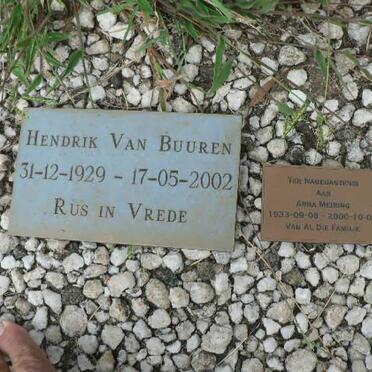 HENDRIK VAN BUUREN
31-12-1929 - 17-05-2002
RUS IN VREDE
TER NAGEDAGTENIS
AAN
ANNA MEIRING
1933-09-08 - 2000-10-0
VAN AL DIE FAMILIE